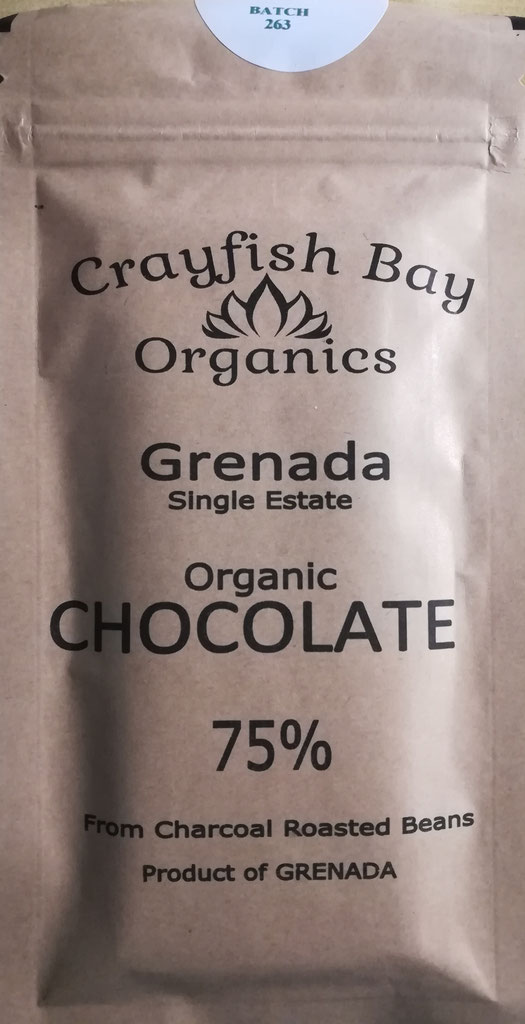 BATCH
263
Crayfish Bay
Organics
Grenada
Single Estate
Organic
CHOCOLATE
75%
From Charcoal Roasted Beans
Product of GRENADA